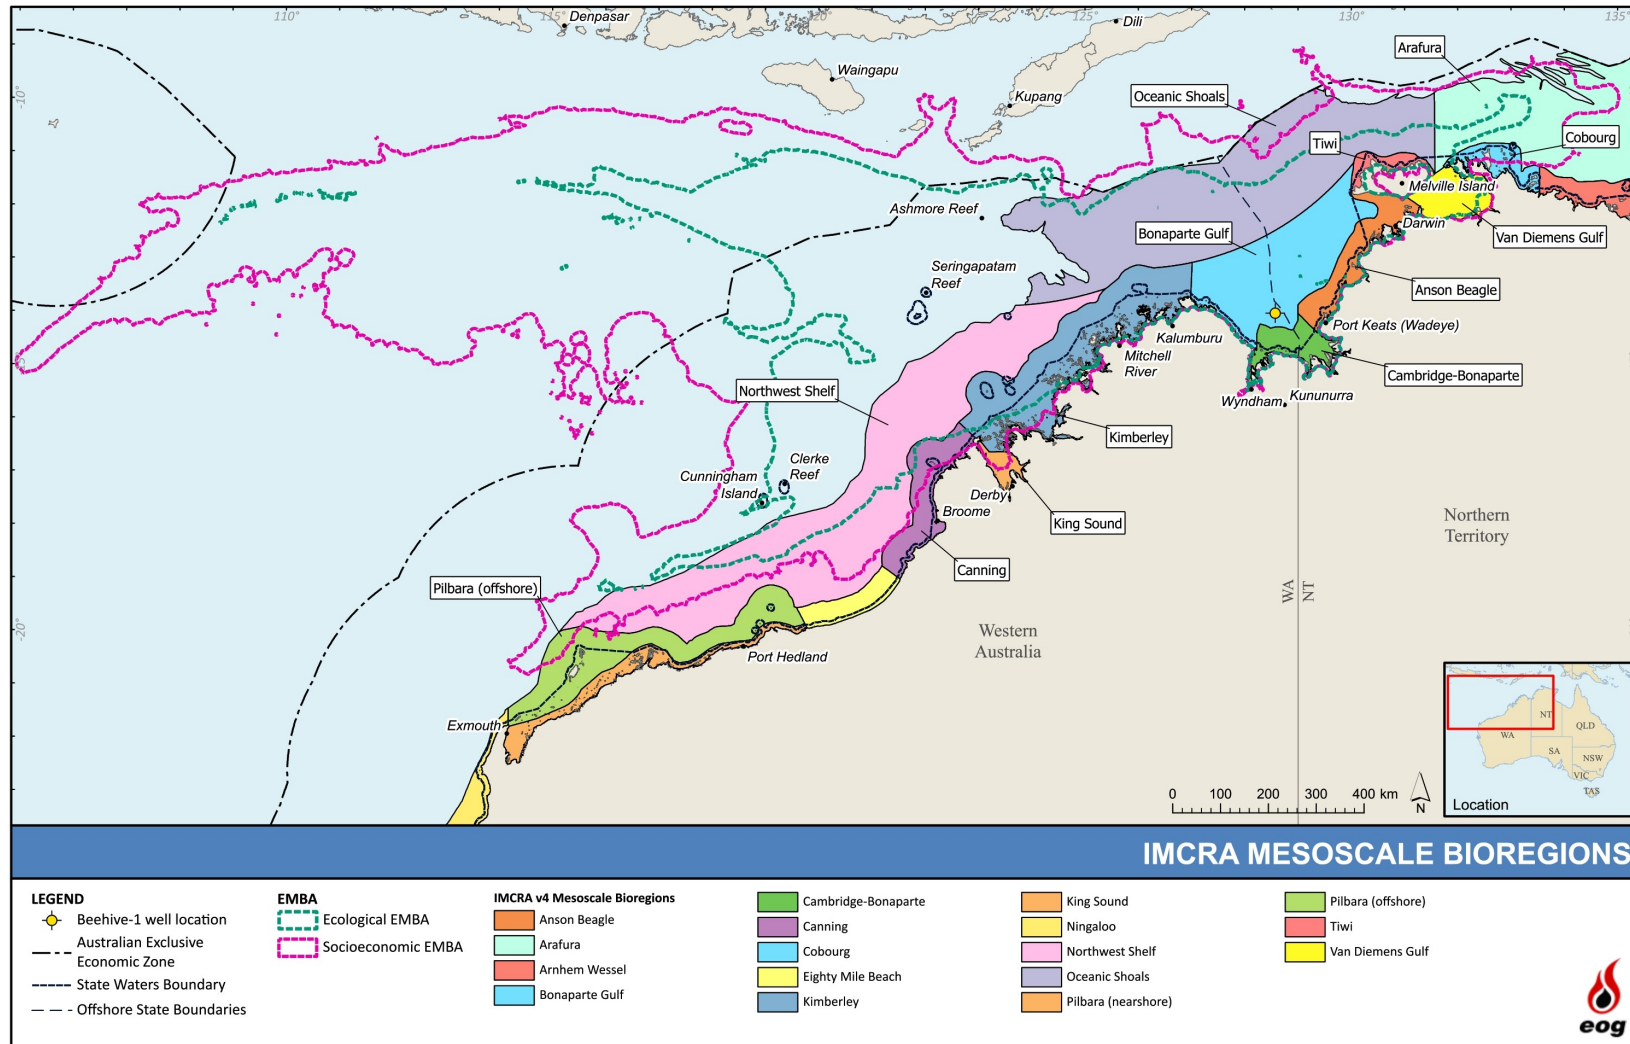 110°
115°
120
125
130°
135°
Denpasar
Dili
Waingapu
Kupang
Arafura
-10°
Oceanic Shoals
Cobourg
Tiwi
Melville Island
Ashmore Reef
Darwin
Bonaparte Gulf
Van Diemens Gulf
Seringapatam
Reef
Anson Beagle
Port Keats (Wadeye)
Kalumburu
Mitchell
River
Cambridge-Bonaparte
Northwest Shelf
Wyndham
Kununurra
Kimberley
Clerke
Reef
Cunningham
Island
Derby
Broome
King Sound
Northern
Territory
Canning
Pilbara (offshore)
WA
NT
-20°
Western
Australia
Port Hedland
Exmouth
0 100 200 300 400 km
N
NT
QLD
WA
SA
NSW
VIC
TAS
Location
IMCRA MESOSCALE BIOREGIONS
LEGEND
Beehive-1 well location
Australian Exclusive
Economic Zone
State Waters Boundary
Offshore State Boundaries
EMBA
Ecological EMBA
Socioeconomic EMBA
IMCRA v4 Mesoscale Bioregions
Anson Beagle
Arafura
Arnhem Wessel
Bonaparte Gulf
Cambridge-Bonaparte
Canning
Cobourg
Eighty Mile Beach
Kimberley
King Sound
Ningaloo
Northwest Shelf
Oceanic Shoals
Pilbara (nearshore)
Pilbara (offshore)
Tiwi
Van Diemens Gulf
eog